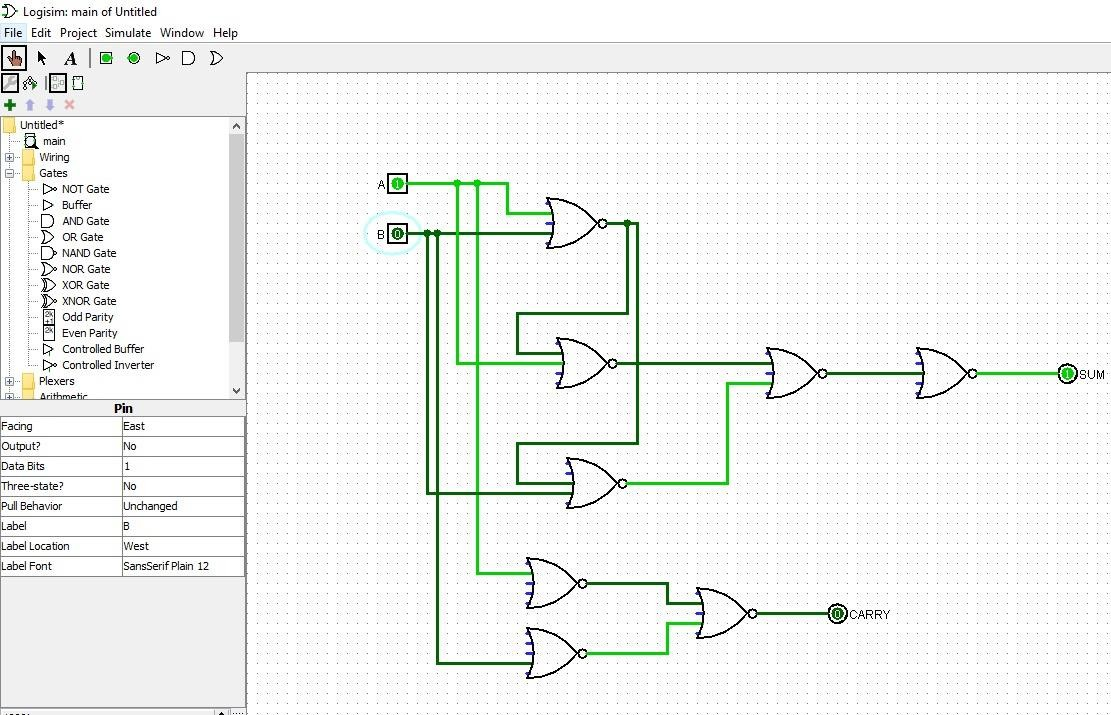 Logisim: main of Untitled
File Edit Project Simulate Window Help
A
Untitled*
main
Wiring
Gates
NOT Gate
Buffer
AND Gate
OR Gate
NAND Gate
NOR Gate
XOR Gate
XNOR Gate
2k +1 Odd Parity
2k Even Parity
Controlled Buffer
Controlled Inverter
Plexers
Arithmetic
Pin
Facing East
Output? No
Data Bits 1
Three-state? No
Pull Behavior Unchanged
Label B
Label Location West
Label Font SansSerif Plain 12
A 1
B 0
1 SUM
0 CARRY